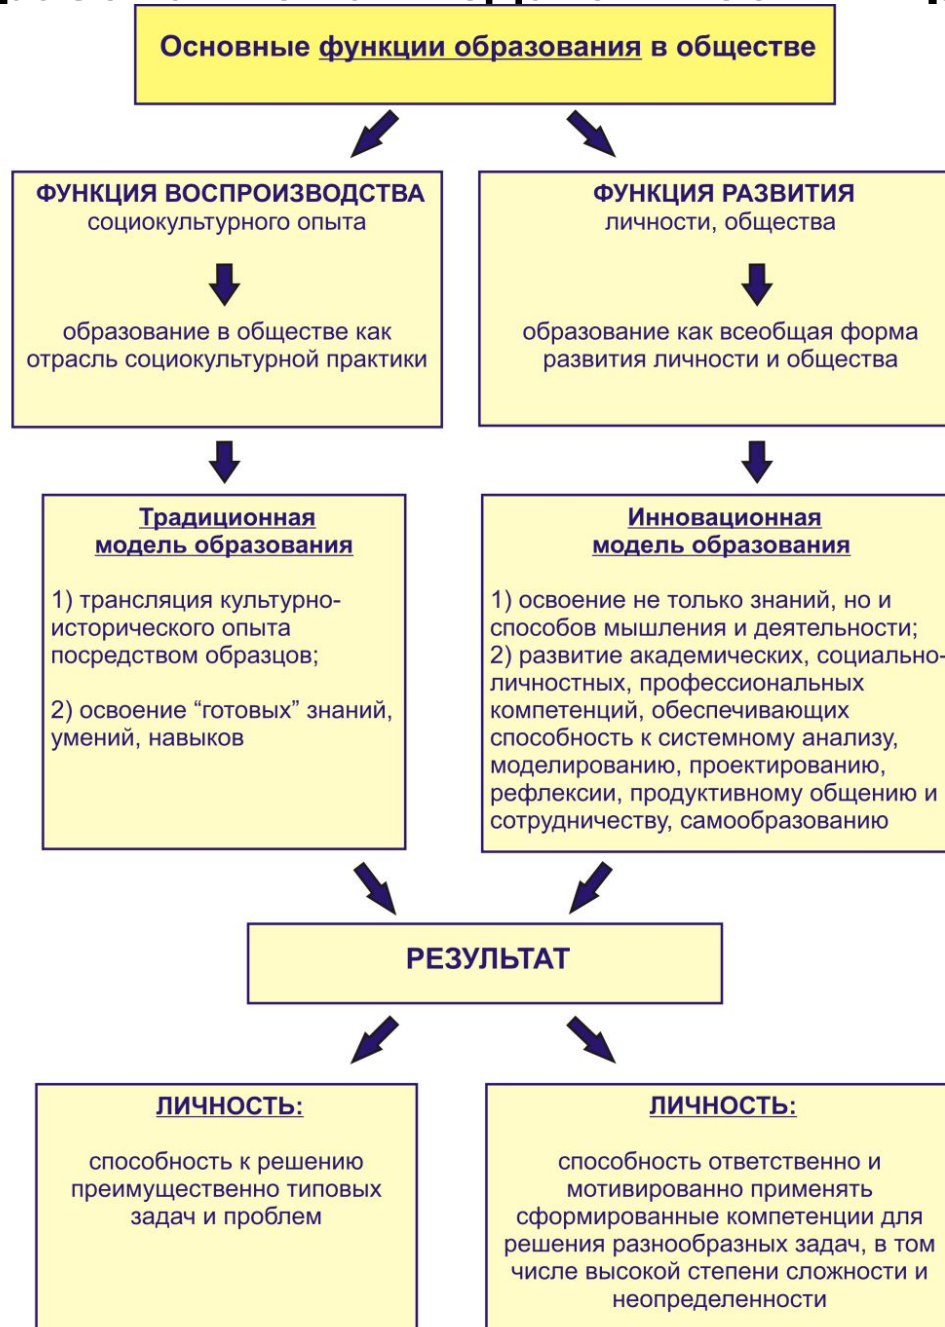 Основные функции образования в обществе
ФУНКЦИЯ ВОСПРОИЗВОДСТВА
социокультурного опыта
образование в обществе как
отрасль социокультурной практики
ФУНКЦИЯ РАЗВИТИЯ
личности, общества
образование как всеобщая форма
развития личности и общества
Традиционная
модель образования
1) трансляция культурно-
исторического опыта
посредством образцов;
2) освоение “готовых” знаний,
умений, навыков
Инновационная
модель образования
1) освоение не только знаний, но и
способов мышления и деятельности;
2) развитие академических, социально-
личностных, профессиональных
компетенций, обеспечивающих
способность к системному анализу,
моделированию, проектированию,
рефлексии, продуктивному общению и
сотрудничеству, самообразованию
РЕЗУЛЬТАТ
ЛИЧНОСТЬ:
способность к решению
преимущественно типовых
задач и проблем
ЛИЧНОСТЬ:
способность ответственно и
мотивированно применять
сформированные компетенции для
решения разнообразных задач, в том
числе высокой степени сложности и
неопределенности